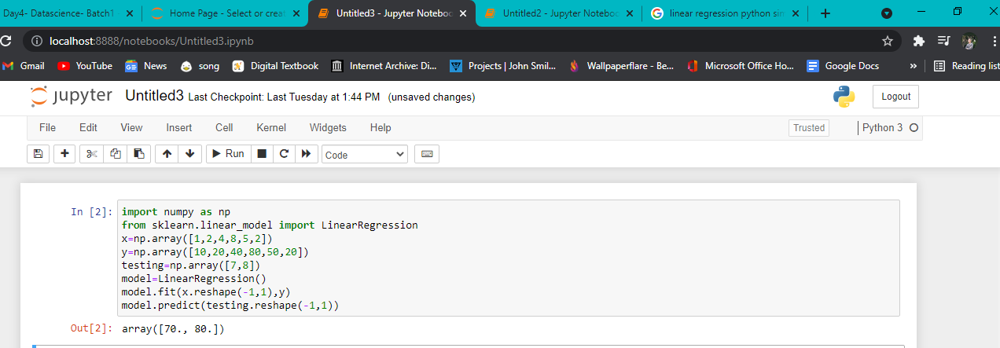 Day4- Datascience- Batch1
Home Page - Select or creat
Untitled3 - Jupyter Noteboo
Untitled2 - Jupyter Noteboo
linear regression python sim
localhost:8888/notebooks/Untitled3.ipynb
Gmail YouTube News song Digital Textbook Internet Archive: Di... Projects | John Smil... Wallpaperflare - Be... Microsoft Office Ho... Google Docs » Reading list
jupyter Untitled3 Last Checkpoint: Last Tuesday at 1:44 PM (unsaved changes) Logout
File Edit View Insert Cell Kernel Widgets Help Trusted Python 3
Run Code
In [2]: import numpy as np
from sklearn.linear_model import LinearRegression
x=np.array([1,2,4,8,5,2])
y=np.array([10,20,40,80,50,20])
testing=np.array([7,8])
model=LinearRegression()
model.fit(x.reshape(-1,1),y)
model.predict(testing.reshape(-1,1))
Out[2]: array([70., 80.])